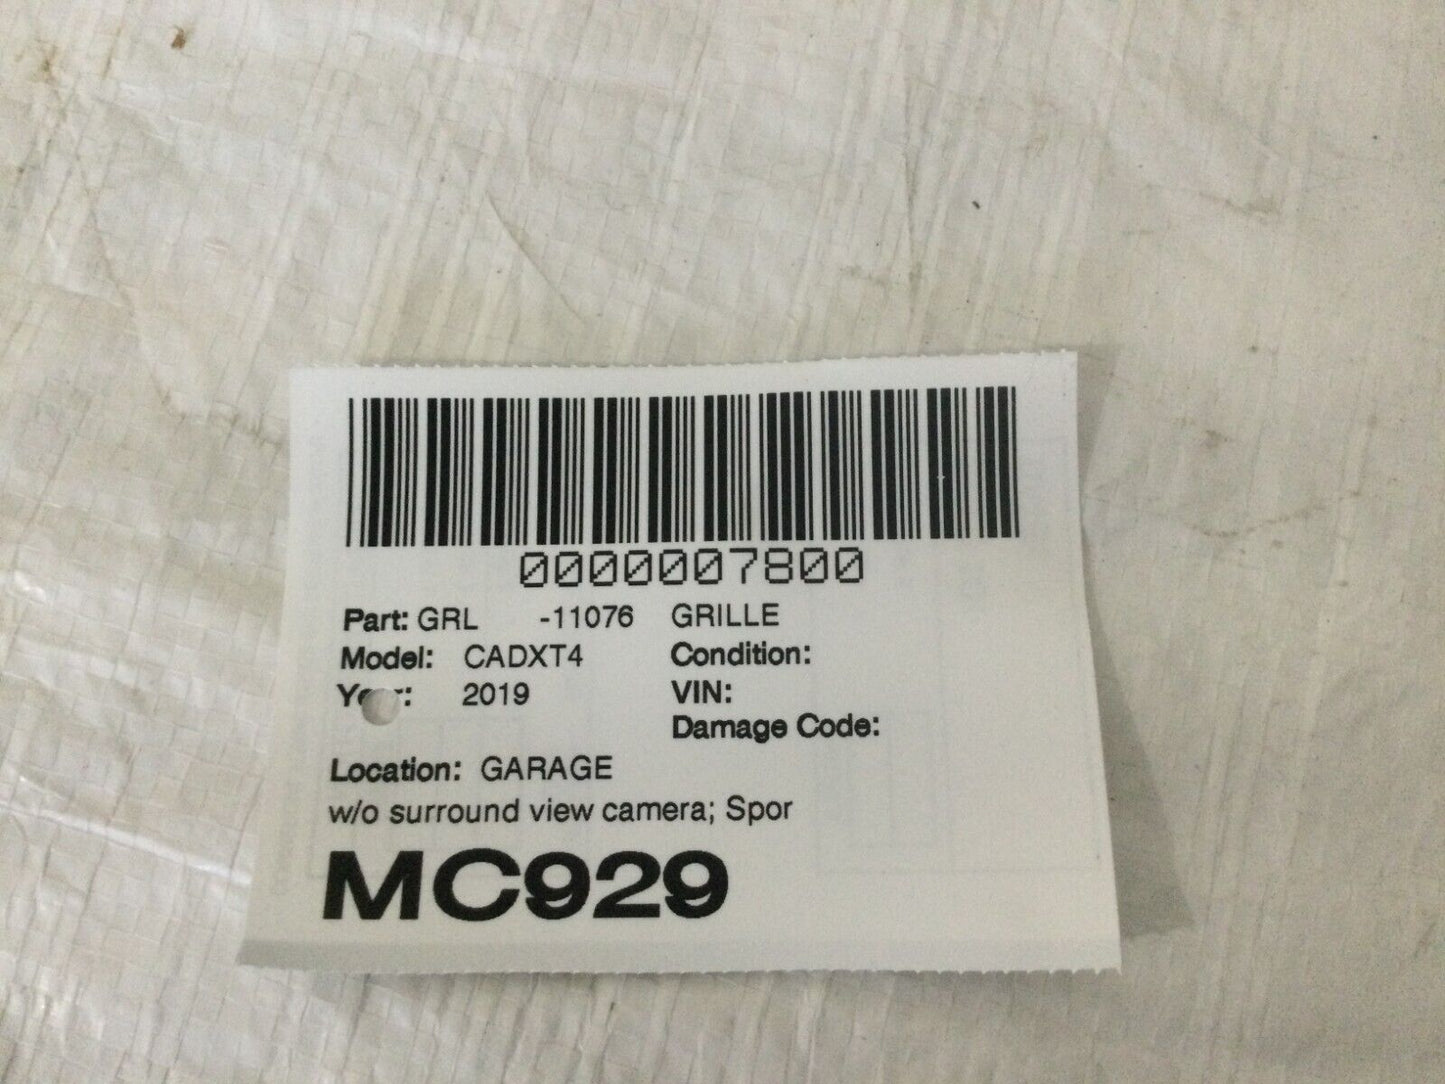 0000007800
Part: GRL -11076 GRILLE
Model: CADXT4 Condition:
Year: 2019 VIN:
Damage Code:
Location: GARAGE
w/o surround view camera; Spor
MC929